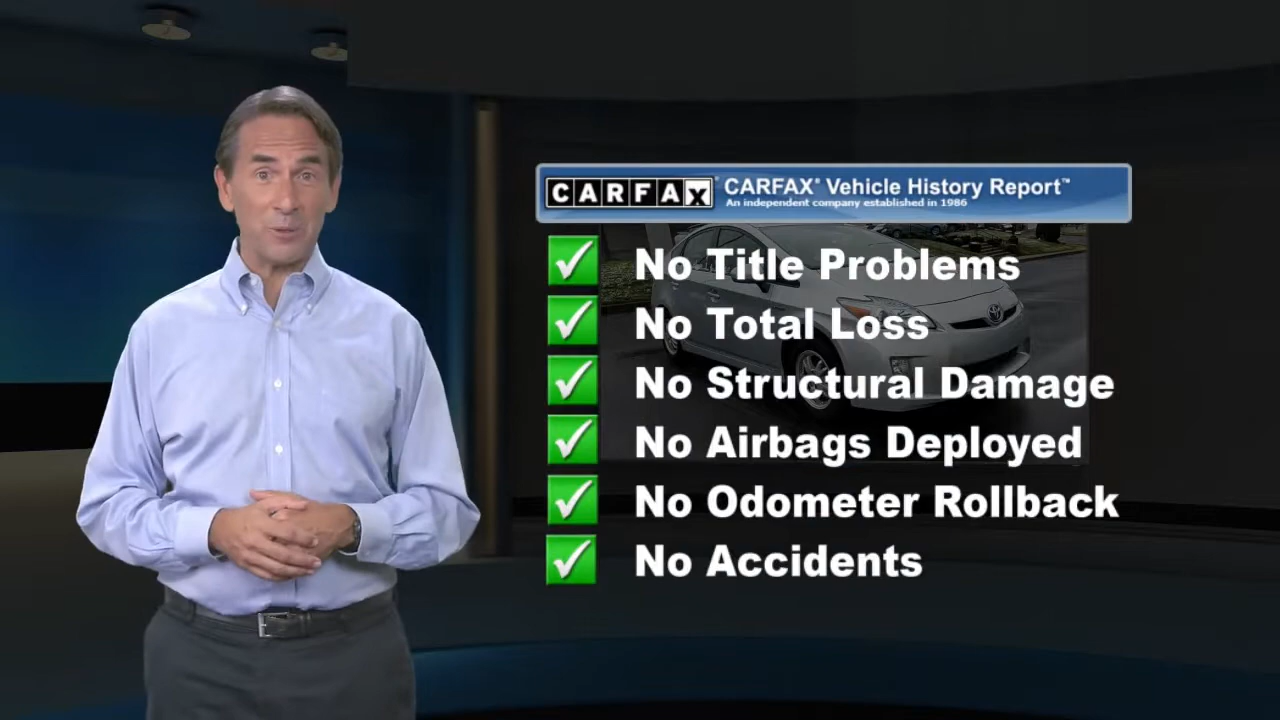 CARFAX® CARFAX® Vehicle History Report™
An independent company established in 1986
No Title Problems
No Total Loss
No Structural Damage
No Airbags Deployed
No Odometer Rollback
No Accidents